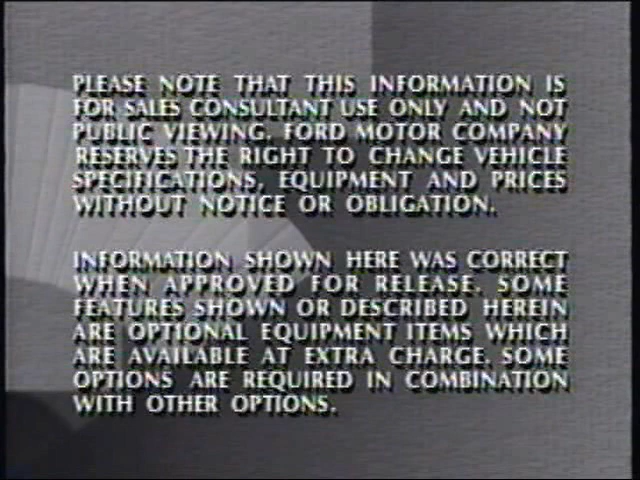 PLEASE NOTE THAT THIS INFORMATION IS
FOR SALES CONSULTANT USE ONLY AND NOT
PUBLIC VIEWING. FORD MOTOR COMPANY
RESERVES THE RIGHT TO CHANGE VEHICLE
SPECIFICATIONS, EQUIPMENT AND PRICES
WITHOUT NOTICE OR OBLIGATION.
INFORMATION SHOWN HERE WAS CORRECT
WHEN APPROVED FOR RELEASE. SOME
FEATURES SHOWN OR DESCRIBED HEREIN
ARE OPTIONAL EQUIPMENT ITEMS WHICH
ARE AVAILABLE AT EXTRA CHARGE. SOME
OPTIONS ARE REQUIRED IN COMBINATION
WITH OTHER OPTIONS.